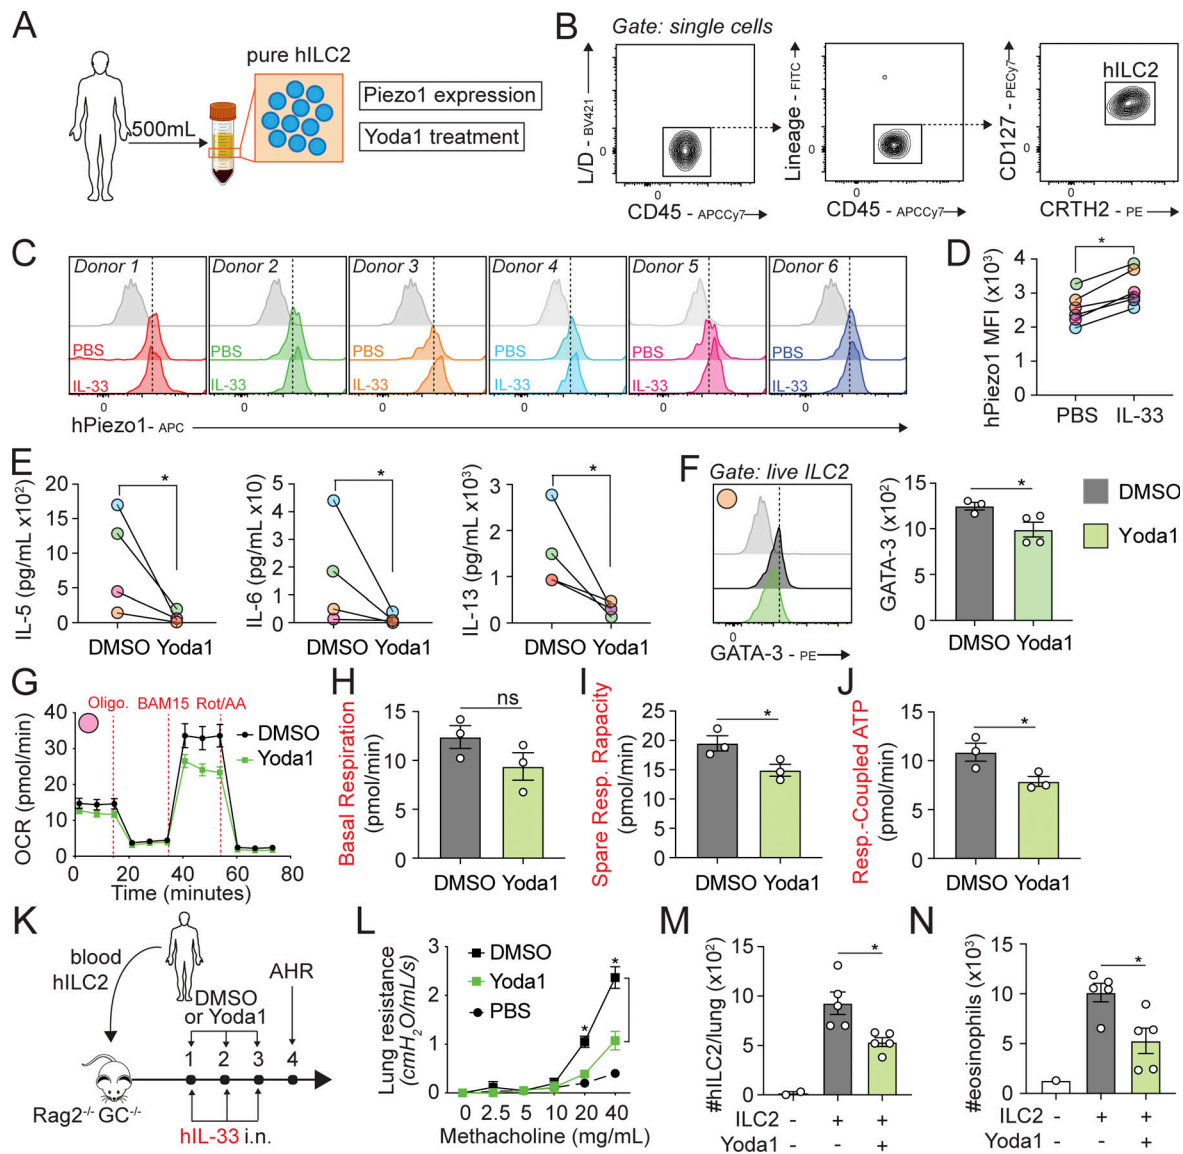 A
500mL
pure hILC2
Piezo1 expression
Yoda1 treatment
B
Gate: single cells
L/D - BV421
0
0
CD45 - APCCy7
Lineage - FITC
0
0
CD45 - APCCy7
CD127 - PECy7
hILC2
0
0
CRTH2 - PE
C
Donor 1
PBS
IL-33
0
Donor 2
PBS
IL-33
0
Donor 3
PBS
IL-33
0
Donor 4
PBS
IL-33
0
Donor 5
PBS
IL-33
0
Donor 6
PBS
IL-33
0
hPiezo1- APC
D
hPiezo1 MFI (x10³)
4
3
2
1
0
*
PBS IL-33
E
IL-5 (pg/mL x10²)
20
15
10
5
0
*
DMSO Yoda1
IL-6 (pg/mL x10)
5
4
3
2
1
0
*
DMSO Yoda1
IL-13 (pg/mL x10³)
3
2
1
0
*
DMSO Yoda1
F
Gate: live ILC2
0
GATA-3 - PE
GATA-3 (x10²)
15
10
5
0
*
DMSO Yoda1
DMSO
Yoda1
G
OCR (pmol/min)
40
30
20
10
0
Oligo. BAM15 Rot/AA
DMSO
Yoda1
0 20 40 60 80
Time (minutes)
H
Basal Respiration
(pmol/min)
15
10
5
0
ns
DMSO Yoda1
I
Spare Resp. Rapacity
(pmol/min)
25
20
15
10
5
0
*
DMSO Yoda1
J
Resp.-Coupled ATP
(pmol/min)
15
10
5
0
*
DMSO Yoda1
K
blood
hILC2
DMSO
or Yoda1
AHR
1 2 3 4
Rag2-/- GC-/-
hIL-33 i.n.
L
Lung resistance
(cmH₂O/mL/s)
3
2
1
0
DMSO
Yoda1
PBS
*
*
0 2.5 5 10 20 40
Methacholine (mg/mL)
M
#hILC2/lung (x10²)
15
10
5
0
*
ILC2 - + +
Yoda1 - - +
N
#eosinophils (x10³)
15
10
5
0
*
ILC2 - + +
Yoda1 - - +